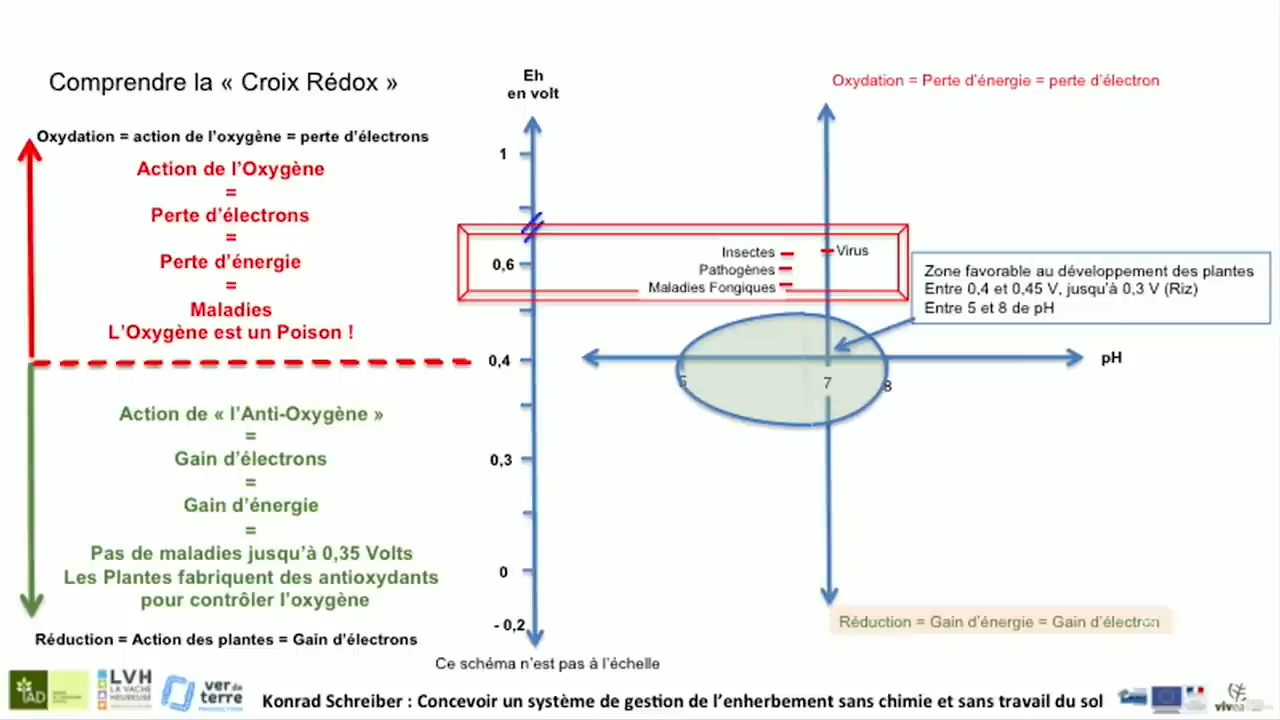 Comprendre la « Croix Rédox »
Oxydation = action de l'oxygène = perte d'électrons
Action de l'Oxygène
=
Perte d'électrons
=
Perte d'énergie
=
Maladies
L'Oxygène est un Poison !
Action de « l'Anti-Oxygène »
=
Gain d'électrons
=
Gain d'énergie
=
Pas de maladies jusqu'à 0,35 Volts
Les Plantes fabriquent des antioxydants
pour contrôler l'oxygène
Réduction = Action des plantes = Gain d'électrons
Eh
en volt
1
0,6
0,4
0,3
0
- 0,2
Ce schéma n'est pas à l'échelle
Oxydation = Perte d'énergie = perte d'électron
Insectes
Virus
Pathogènes
Maladies Fongiques
Zone favorable au développement des plantes
Entre 0,4 et 0,45 V, jusqu'à 0,3 V (Riz)
Entre 5 et 8 de pH
pH
5
7
8
Réduction = Gain d'énergie = Gain d'électron
IAD
LVH
LA VACHE
HEUREUSE
ver de
terre
PRODUCTION
Konrad Schreiber : Concevoir un système de gestion de l'enherbement sans chimie et sans travail du sol
vivea